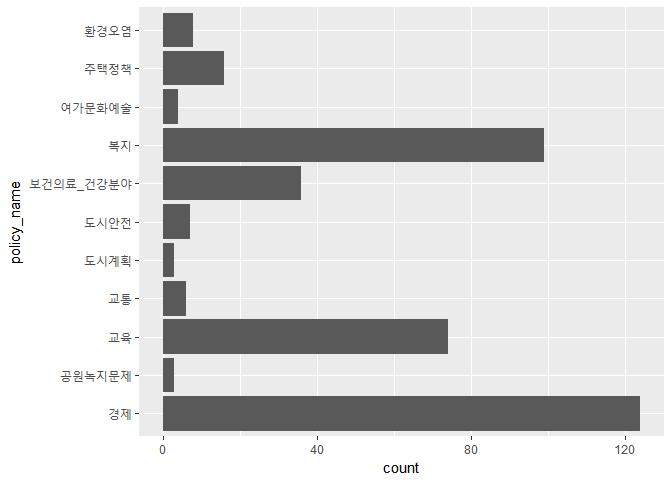 환경오염
주택정책
여가문화예술
복지
보건의료_건강분야
도시안전
도시계획
교통
교육
공원녹지문제
경제
policy_name
0 40 80 120
count